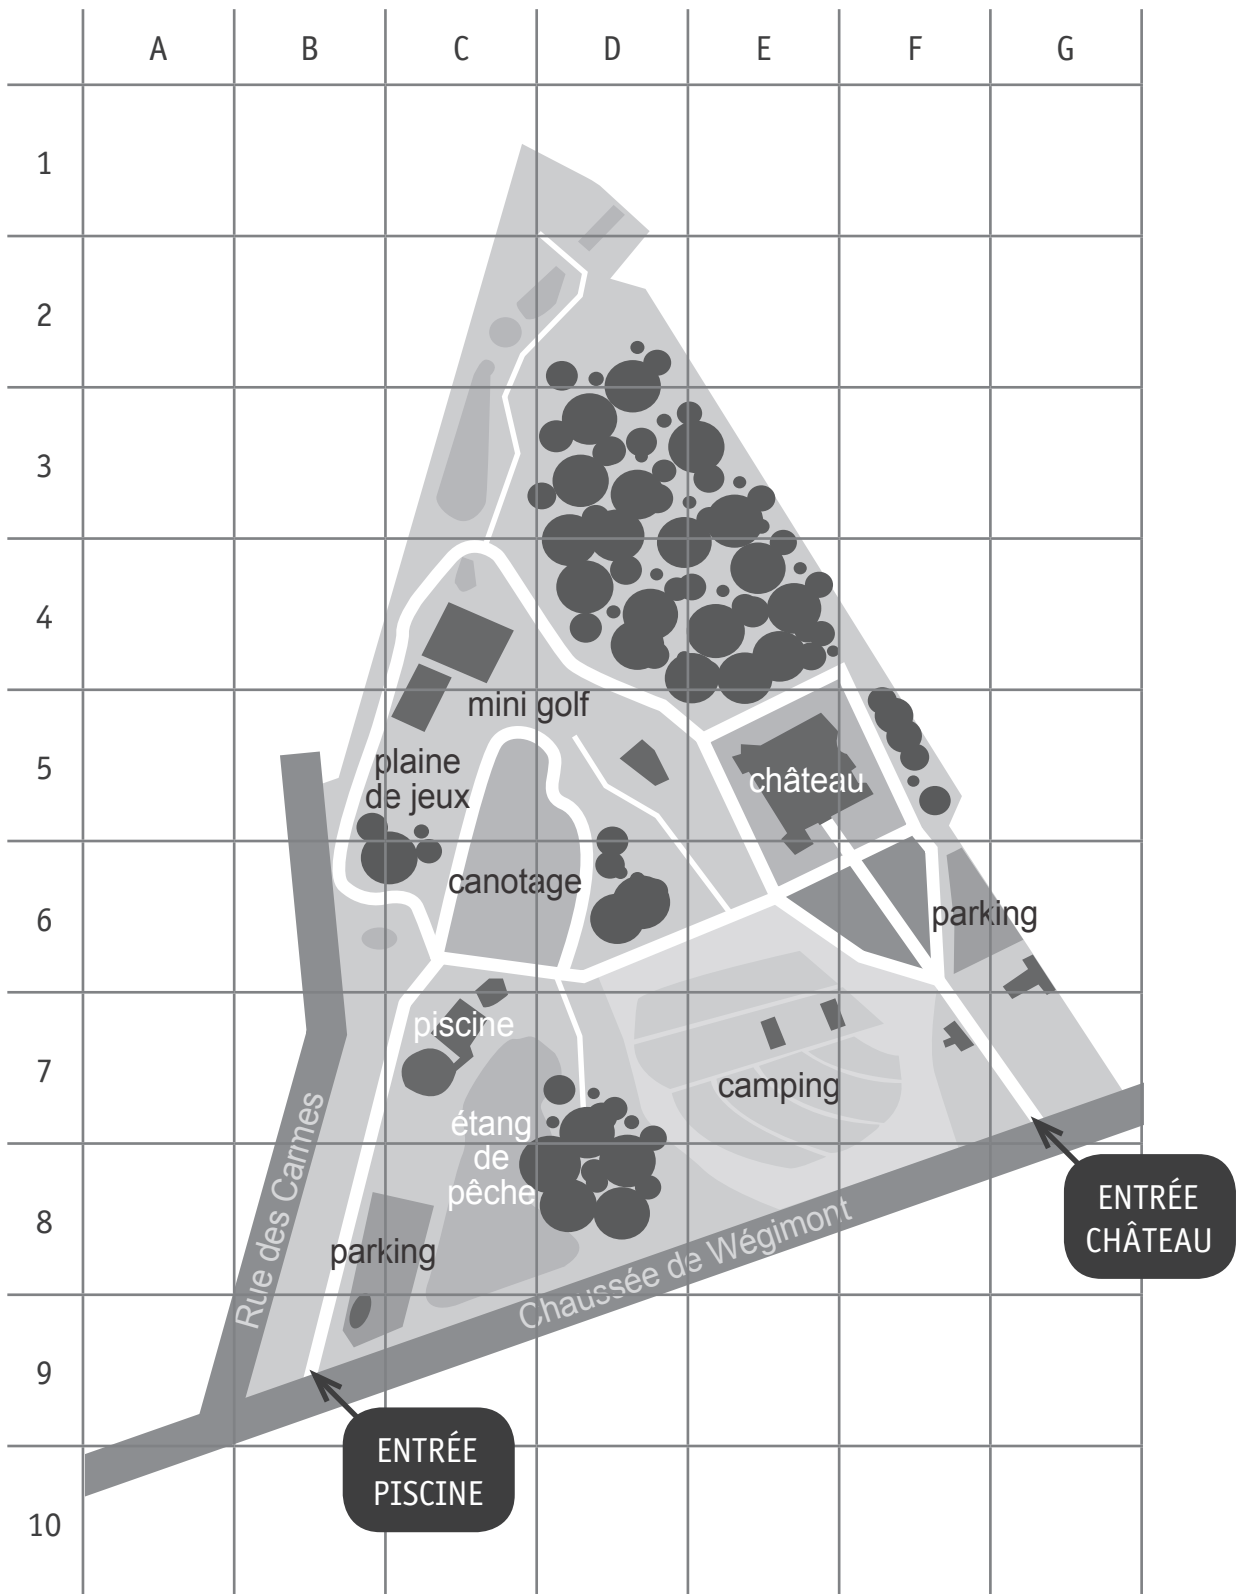 A B C D E F G
1
2
3
4
mini golf
5
plaine
de jeux
château
canotage
6
parking
piscine
7
camping
étang
de
pêche
Rue des Carmes
8
parking
Chaussée de Wégimont
ENTRÉE
CHÂTEAU
9
ENTRÉE
PISCINE
10